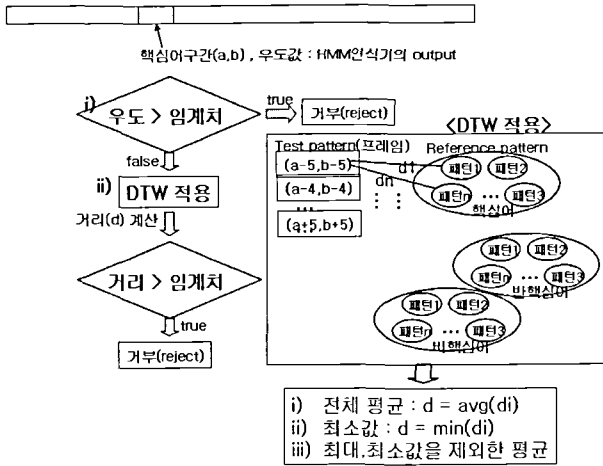 핵심어구간(a,b) , 우도값 : HMM인식기의 output
i)
우도 > 임계치
true
거부(reject)
false
ii)
DTW 적용
거리(d) 계산
거리 > 임계치
true
거부(reject)
<DTW 적용>
Test pattern(프레임)
Reference pattern
(a-5,b-5)
(a-4,b-4)
...
(a+5,b+5)
d1
dn
패턴1
패턴2
패턴n
...
패턴3
핵심어
패턴1
패턴2
패턴n
...
패턴3
반핵심어
패턴1
패턴2
패턴n
...
패턴3
비핵심어
i) 전체 평균 : d = avg(di)
ii) 최소값 : d = min(di)
iii) 최대.최소값을 제외한 평균